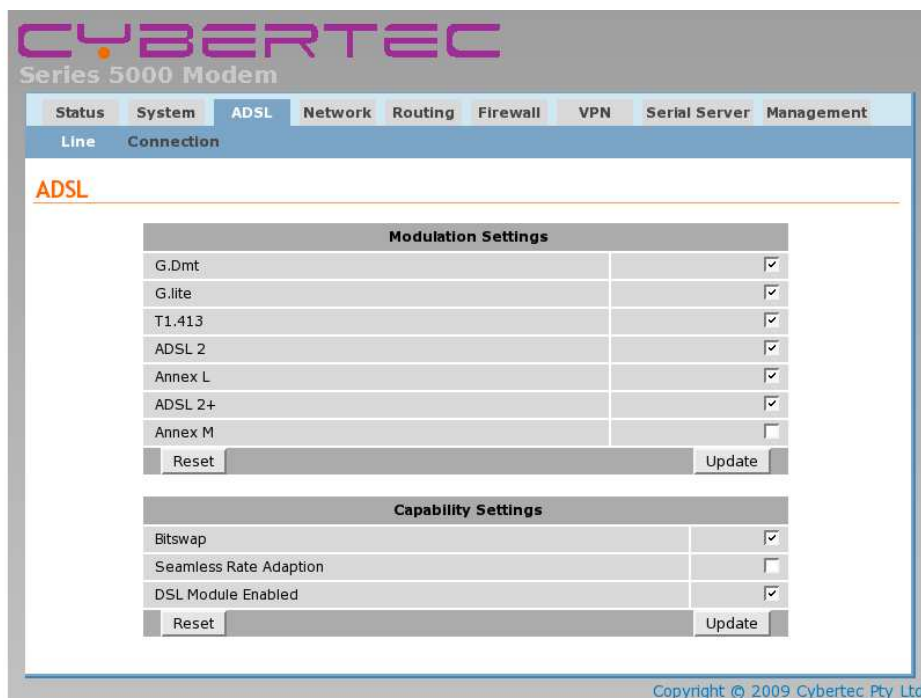 CYBERTEC
Series 5000 Modem
Status System ADSL Network Routing Firewall VPN Serial Server Management
Line Connection
ADSL
Modulation Settings
G.Dmt
G.lite
T1.413
ADSL 2
Annex L
ADSL 2+
Annex M
Reset Update
Capability Settings
Bitswap
Seamless Rate Adaption
DSL Module Enabled
Reset Update
Copyright © 2009 Cybertec Pty Ltd